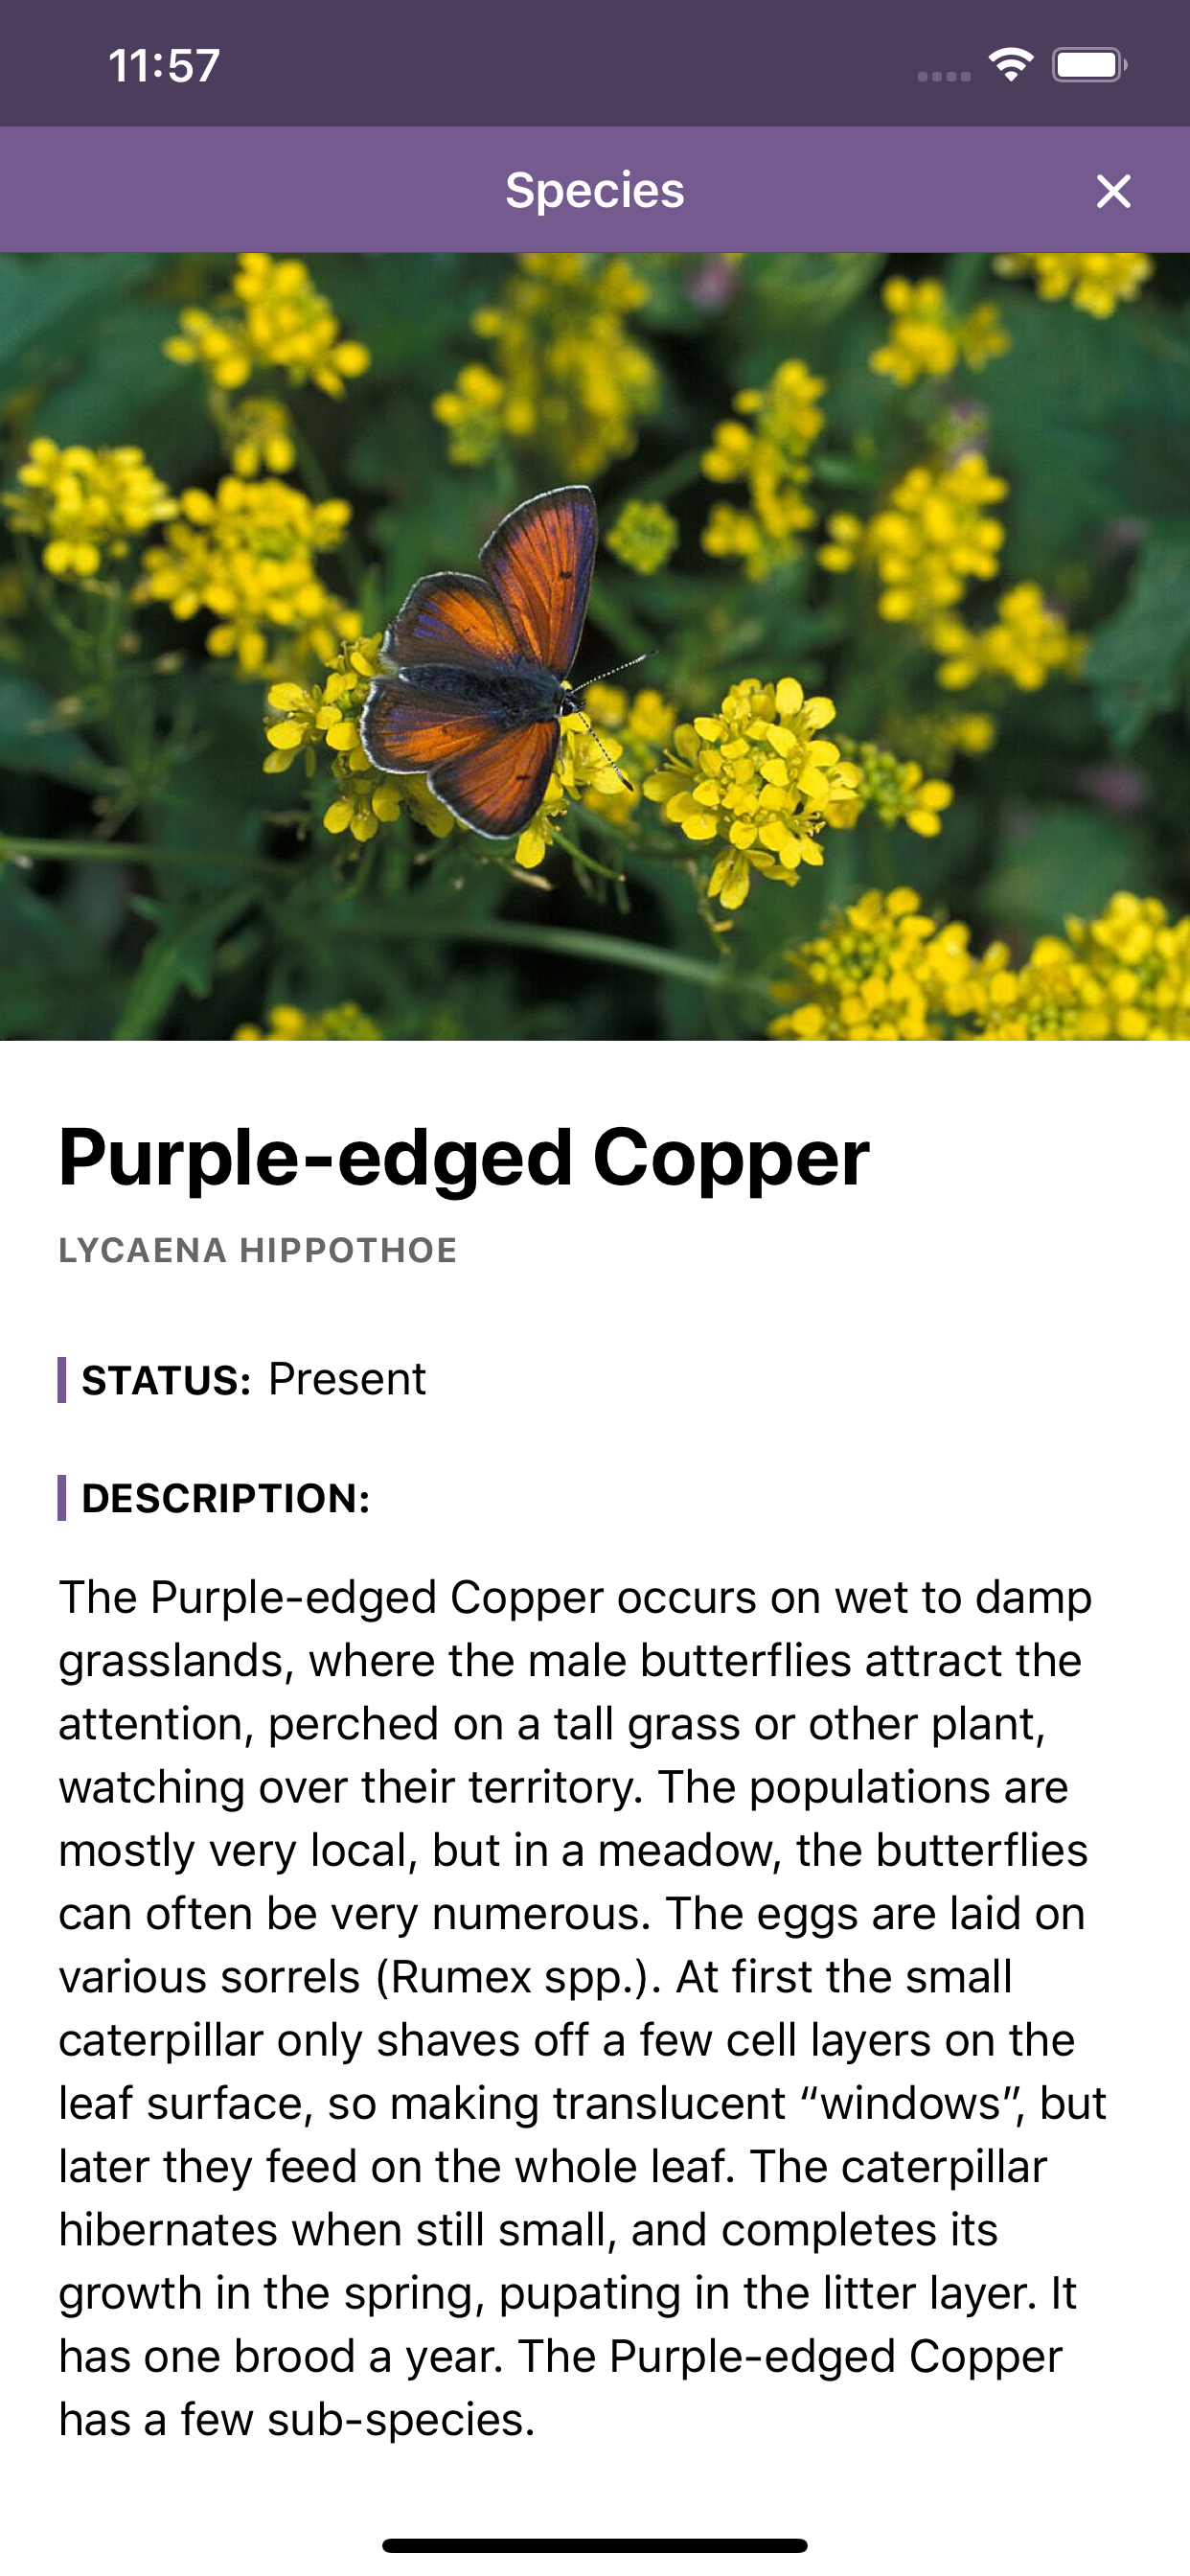 11:57
Species
Purple-edged Copper
LYCAENA HIPPOTHOE
STATUS: Present
DESCRIPTION:
The Purple-edged Copper occurs on wet to damp
grasslands, where the male butterflies attract the
attention, perched on a tall grass or other plant,
watching over their territory. The populations are
mostly very local, but in a meadow, the butterflies
can often be very numerous. The eggs are laid on
various sorrels (Rumex spp.). At first the small
caterpillar only shaves off a few cell layers on the
leaf surface, so making translucent “windows”, but
later they feed on the whole leaf. The caterpillar
hibernates when still small, and completes its
growth in the spring, pupating in the litter layer. It
has one brood a year. The Purple-edged Copper
has a few sub-species.